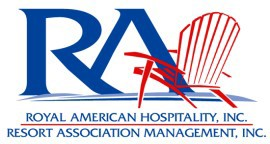 RA
ROYAL AMERICAN HOSPITALITY, INC.
RESORT ASSOCIATION MANAGEMENT, INC.